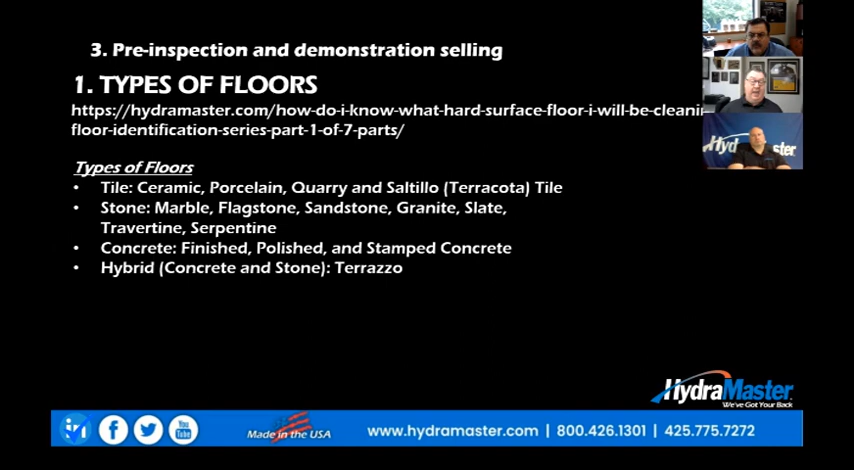 3. Pre-inspection and demonstration selling
1. TYPES OF FLOORS
https://hydramaster.com/how-do-i-know-what-hard-surface-floor-i-will-be-cleanin
floor-identification-series-part-1-of-7-parts/
Types of Floors
• Tile: Ceramic, Porcelain, Quarry and Saltillo (Terracota) Tile
• Stone: Marble, Flagstone, Sandstone, Granite, Slate,
Travertine, Serpentine
• Concrete: Finished, Polished, and Stamped Concrete
• Hybrid (Concrete and Stone): Terrazzo
HydraMaster
We've Got Your Back
You
Tube
Made in the USA
www.hydramaster.com | 800.426.1301 | 425.775.7272